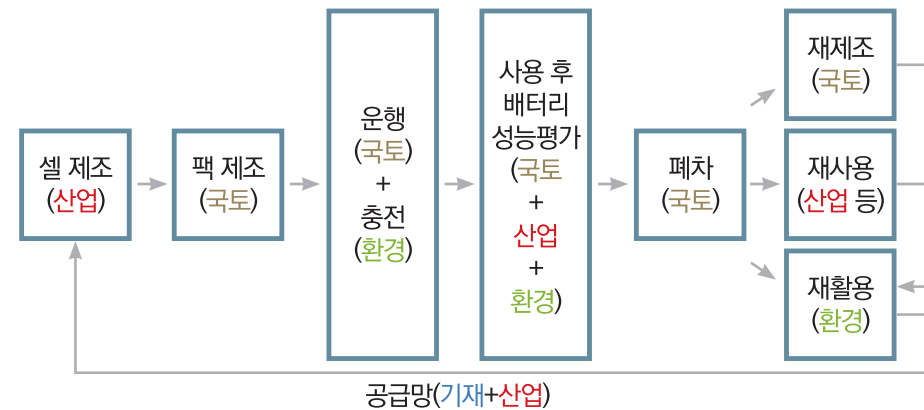 셀 제조
(산업)
팩 제조
(국토)
운행
(국토)
+
충전
(환경)
사용 후
배터리
성능평가
(국토
+
산업
+
환경)
폐차
(국토)
재제조
(국토)
재사용
(산업 등)
재활용
(환경)
공급망(기재+산업)